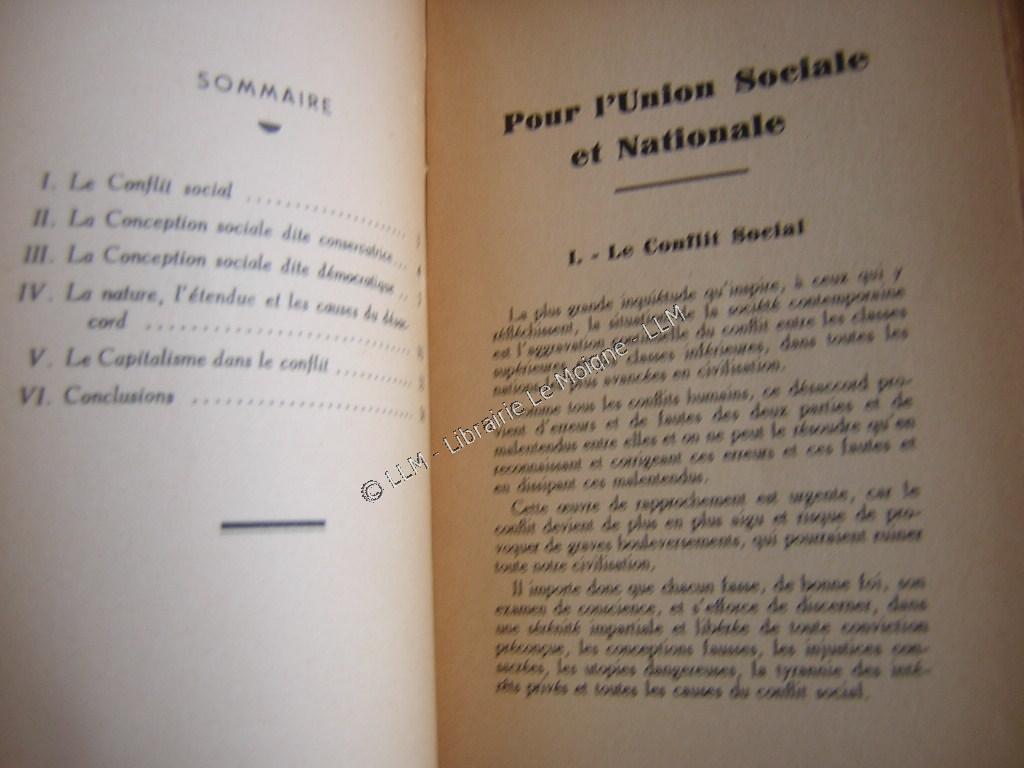 SOMMAIRE
I. Le Conflit social
II. La Conception sociale dite conservatrice
III. La Conception sociale dite démocratique
IV. La nature, l'étendue et les causes du désac-
cord
V. Le Capitalisme dans le conflit
VI. Conclusions
Pour l'Union Sociale
et Nationale
I. - Le Conflit Social
La plus grande inquiétude qu'inspire, à ceux qui y
réfléchissent, la situation de la société contemporaine
est l'aggravation du conflit entre les classes
supérieures classes inférieures, dans toutes les
nations plus avancées en civilisation.
Comme tous les conflits humains, ce désaccord pro-
vient d'erreurs et de fautes des deux parties et de
malentendus entre elles et on ne peut le résoudre qu'en
reconnaissant et corrigeant ces erreurs et ces fautes et
en dissipant ces malentendus.
Cette œuvre de rapprochement est urgente, car le
conflit devient de plus en plus aigu et risque de pro-
voquer de graves bouleversements, qui pourraient ruiner
toute notre civilisation.
Il importe donc que chacun fasse, de bonne foi, son
examen de conscience, et s'efforce de discerner, dans
une sérénité impartiale et libérée de toute conviction
préconçue, les conceptions fausses, les injustices con-
sacrées, les utopies dangereuses, la tyrannie des inté-
rêts privés et toutes les causes du conflit social.
© LLM - Librairie Le Moigne - LLM